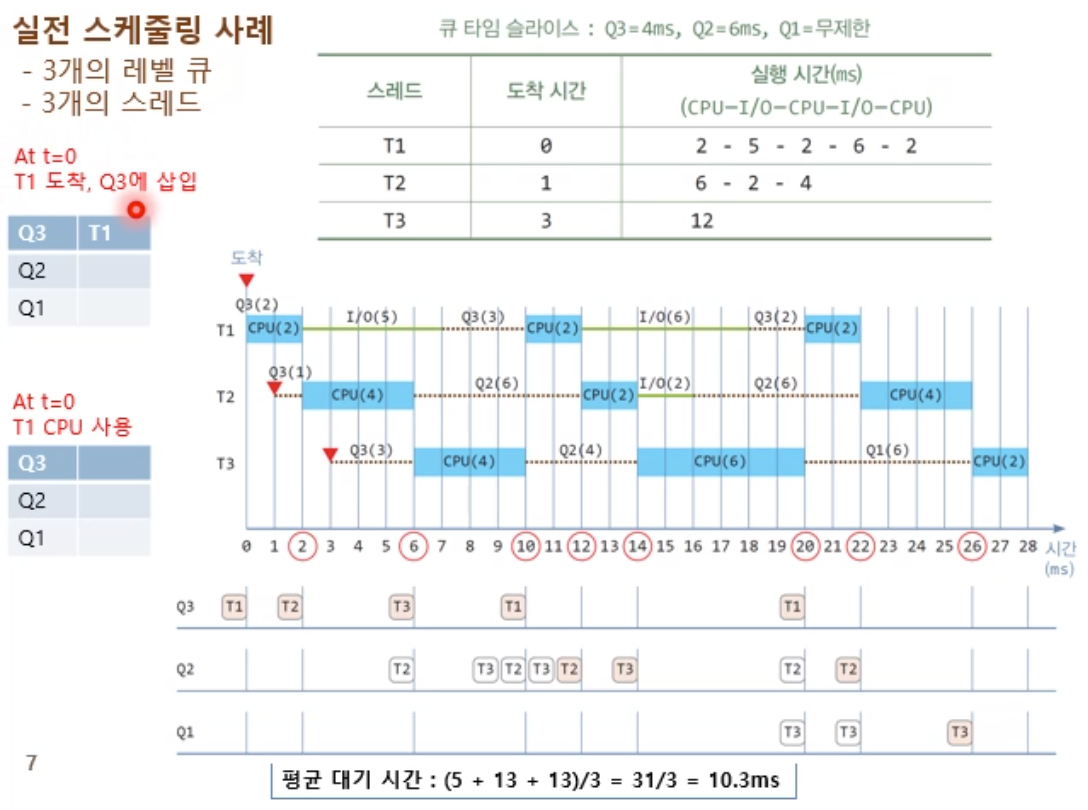 실전 스케줄링 사례
- 3개의 레벨 큐
- 3개의 스레드
큐 타임 슬라이스 : Q3=4ms, Q2=6ms, Q1=무제한
스레드 도착 시간 실행 시간(ms)
(CPU-I/O-CPU-I/O-CPU)
T1 0 2 - 5 - 2 - 6 - 2
T2 1 6 - 2 - 4
T3 3 12
At t=0
T1 도착, Q3에 삽입
Q3 T1
Q2
Q1
At t=0
T1 CPU 사용
Q3
Q2
Q1
도착
Q3(2)
T1 CPU(2) I/O(5) Q3(3) CPU(2) I/O(6) Q3(2) CPU(2)
Q3(1)
T2 CPU(4) Q2(6) CPU(2) I/O(2) Q2(6) CPU(4)
T3 Q3(3) CPU(4) Q2(4) CPU(6) Q1(6) CPU(2)
0 1 2 3 4 5 6 7 8 9 10 11 12 13 14 15 16 17 18 19 20 21 22 23 24 25 26 27 28 시간
(ms)
Q3 T1 T2 T3 T1 T1
Q2 T2 T3 T2 T3 T2 T3 T2 T2
Q1 T3 T3 T3
7
평균 대기 시간 : (5 + 13 + 13)/3 = 31/3 = 10.3ms